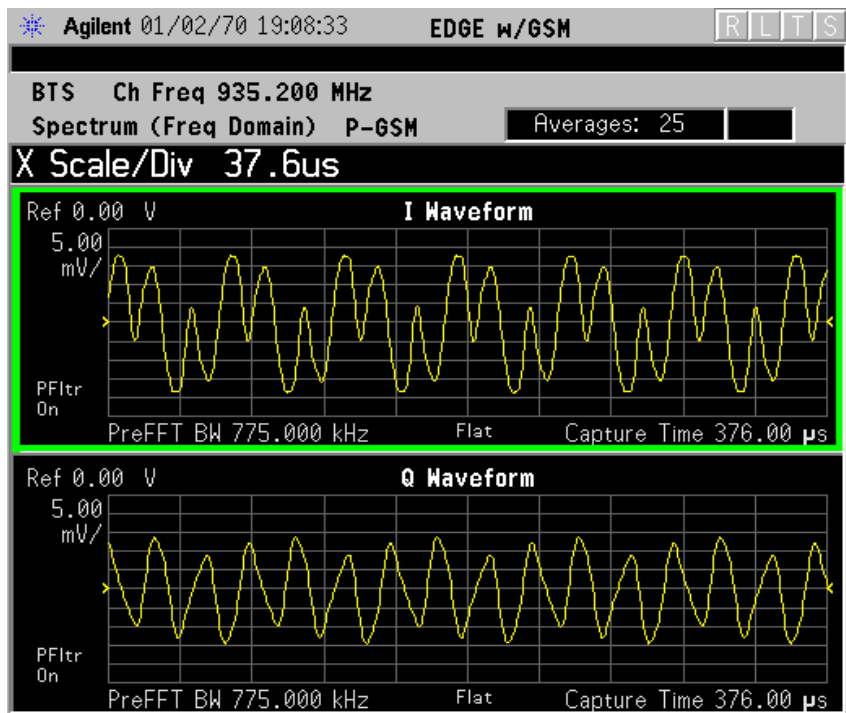 Agilent 01/02/70 19:08:33 EDGE w/GSM R L T S
BTS Ch Freq 935.200 MHz
Spectrum (Freq Domain) P-GSM Averages: 25
X Scale/Div 37.6us
Ref 0.00 V I Waveform
5.00
mV/
PFltr
On
PreFFT BW 775.000 kHz Flat Capture Time 376.00 µs
Ref 0.00 V Q Waveform
5.00
mV/
PFltr
On
PreFFT BW 775.000 kHz Flat Capture Time 376.00 µs